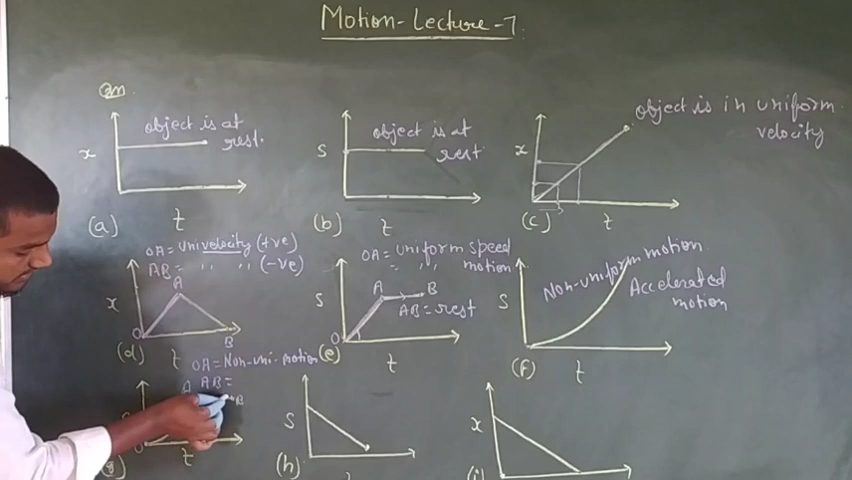 Motion-Lecture-7.
Qn.
object is at
rest.
x
t
(a)
object is at
rest
s
t
(b)
object is in uniform
velocity
x
t
(c)
OA = Univelocity (+ve)
AB = " " (-ve)
x
A
O
B
t
(d)
OA = Uniform speed
" " motion
s
A
B
AB = rest
O
t
(e)
Non-uniform motion
Accelerated
motion
s
t
(f)
OA = Non-uni-motion
AB =
B
O
t
(g)
s
(h)
x
(i)